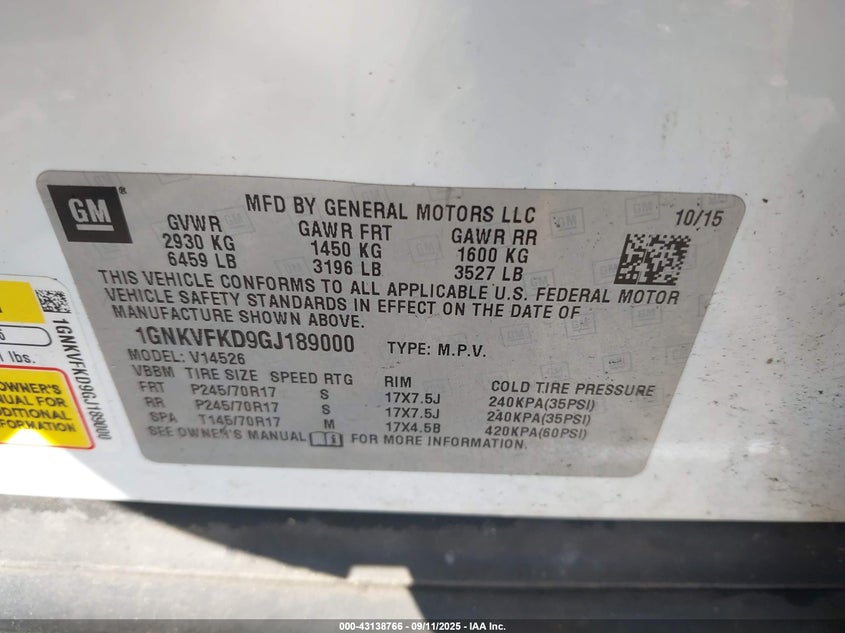 GM
®
MFD BY GENERAL MOTORS LLC
10/15
GVWR GAWR FRT GAWR RR
2930 KG 1450 KG 1600 KG
6459 LB 3196 LB 3527 LB
THIS VEHICLE CONFORMS TO ALL APPLICABLE U.S. FEDERAL MOTOR
VEHICLE SAFETY STANDARDS IN EFFECT ON THE DATE OF
MANUFACTURE SHOWN ABOVE.
1GNKVFKD9GJ189000 TYPE: M.P.V.
MODEL: V14526
VBBM TIRE SIZE SPEED RTG RIM COLD TIRE PRESSURE
FRT P245/70R17 S 17X7.5J 240KPA(35PSI)
RR P245/70R17 S 17X7.5J 240KPA(35PSI)
SPA T145/70R17 M 17X4.5B 420KPA(60PSI)
SEE OWNER'S MANUAL FOR MORE INFORMATION.
lbs.
OWNER'S
FOR
1GNKVFKD9GJ189000
000-43138766 - 09/11/2025 - IAA Inc.